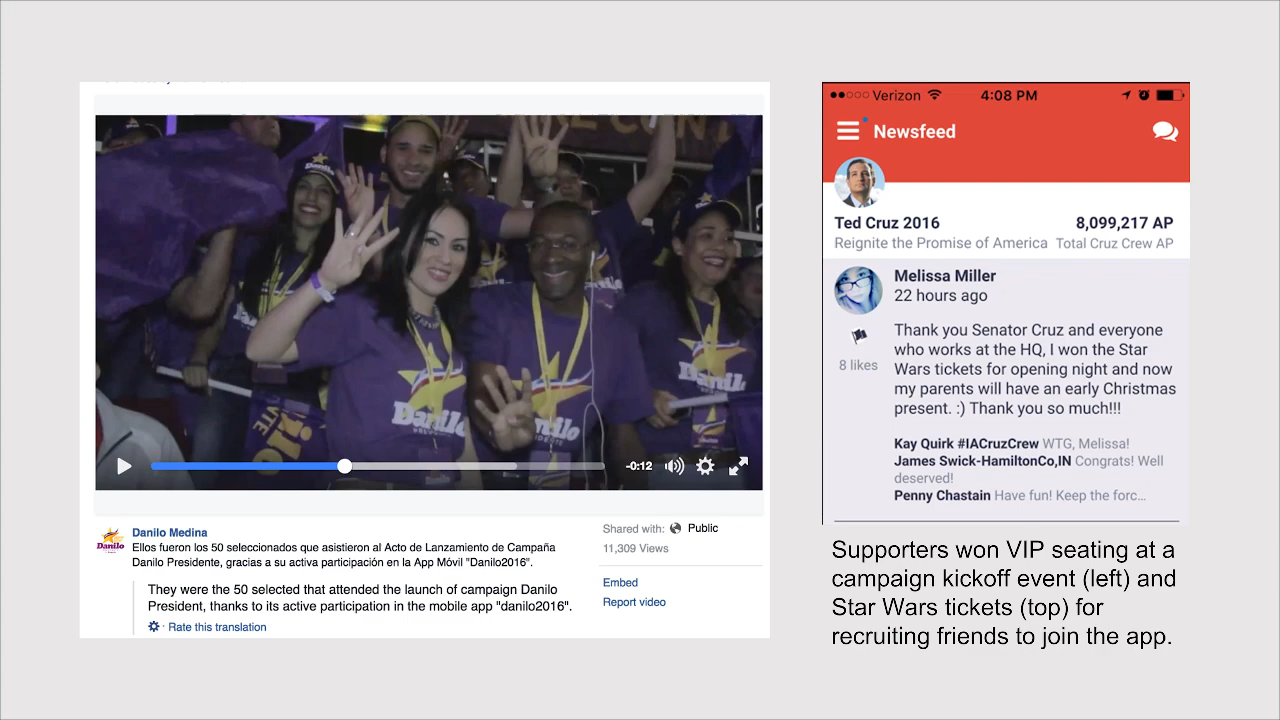 Danilo
Danilo
Danilo
Danilo
-0:12
Danilo
Danilo Medina
Ellos fueron los 50 seleccionados que asistieron al Acto de Lanzamiento de Campaña
Danilo Presidente, gracias a su activa participación en la App Móvil "Danilo2016".
They were the 50 selected that attended the launch of campaign Danilo
President, thanks to its active participation in the mobile app "danilo2016".
· Rate this translation
Shared with: Public
11,309 Views
Embed
Report video
Verizon 4:08 PM
Newsfeed
Ted Cruz 2016 8,099,217 AP
Reignite the Promise of America Total Cruz Crew AP
Melissa Miller
22 hours ago
8 likes
Thank you Senator Cruz and everyone
who works at the HQ, I won the Star
Wars tickets for opening night and now
my parents will have an early Christmas
present. :) Thank you so much!!!
Kay Quirk #IACruzCrew WTG, Melissa!
James Swick-HamiltonCo,IN Congrats! Well
deserved!
Penny Chastain Have fun! Keep the forc...
Supporters won VIP seating at a
campaign kickoff event (left) and
Star Wars tickets (top) for
recruiting friends to join the app.